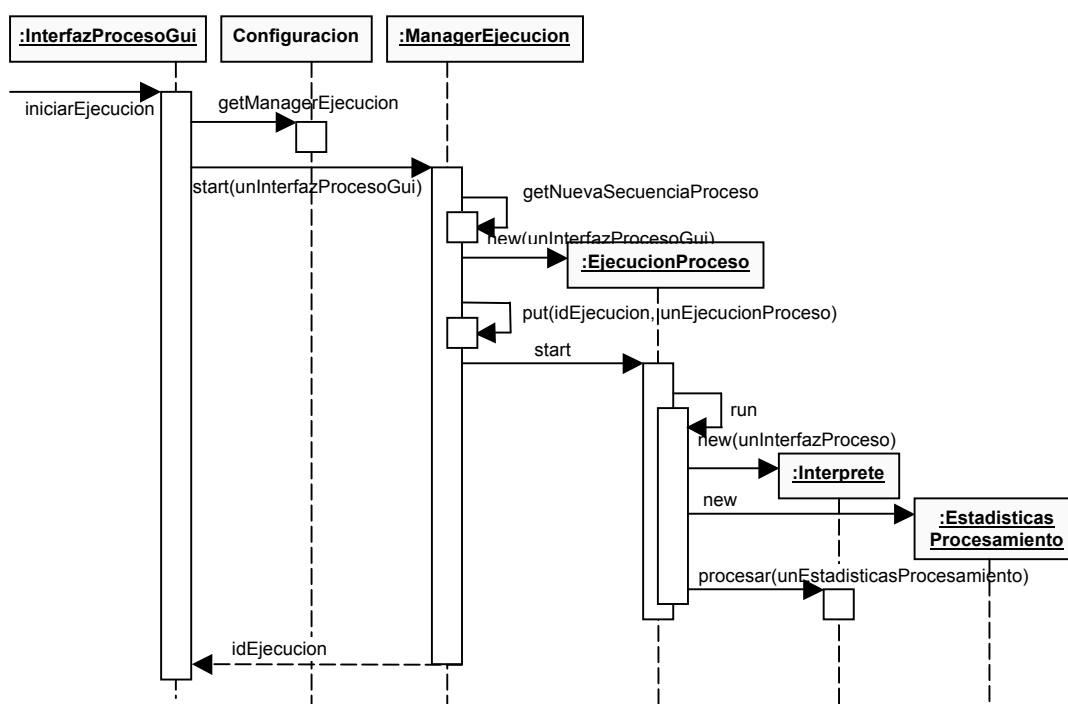 :InterfazProcesoGui
Configuracion
:ManagerEjecucion
iniciarEjecucion
getManagerEjecucion
start(unInterfazProcesoGui)
getNuevaSecuenciaProceso
new(unInterfazProcesoGui)
:EjecucionProceso
put(idEjecucion, unEjecucionProceso)
start
run
new(unInterfazProceso)
:Interprete
new
:Estadisticas
Procesamiento
procesar(unEstadisticasProcesamiento)
idEjecucion